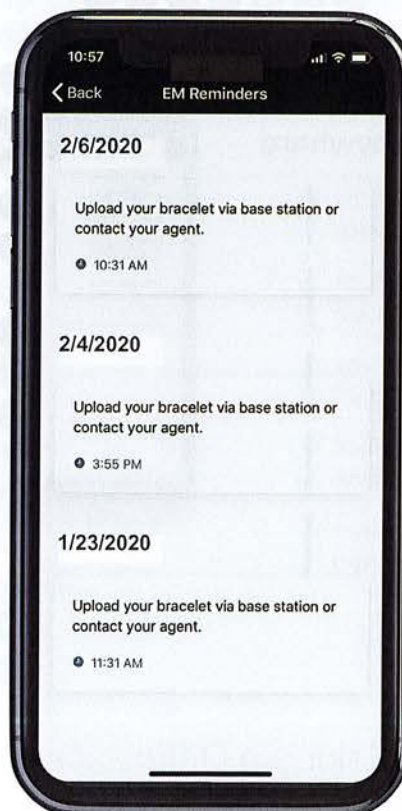 10:57
Back EM Reminders
2/6/2020
Upload your bracelet via base station or
contact your agent.
10:31 AM
2/4/2020
Upload your bracelet via base station or
contact your agent.
3:55 PM
1/23/2020
Upload your bracelet via base station or
contact your agent.
11:31 AM